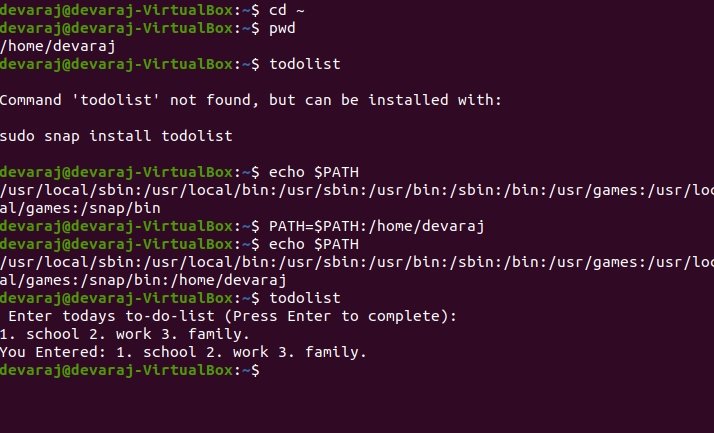 devaraj@devaraj-VirtualBox:~$ cd ~
devaraj@devaraj-VirtualBox:~$ pwd
/home/devaraj
devaraj@devaraj-VirtualBox:~$ todolist
Command 'todolist' not found, but can be installed with:
sudo snap install todolist
devaraj@devaraj-VirtualBox:~$ echo $PATH
/usr/local/sbin:/usr/local/bin:/usr/sbin:/usr/bin:/sbin:/bin:/usr/games:/usr/loc
al/games:/snap/bin
devaraj@devaraj-VirtualBox:~$ PATH=$PATH:/home/devaraj
devaraj@devaraj-VirtualBox:~$ echo $PATH
/usr/local/sbin:/usr/local/bin:/usr/sbin:/usr/bin:/sbin:/bin:/usr/games:/usr/loc
al/games:/snap/bin:/home/devaraj
devaraj@devaraj-VirtualBox:~$ todolist
Enter todays to-do-list (Press Enter to complete):
1. school 2. work 3. family.
You Entered: 1. school 2. work 3. family.
devaraj@devaraj-VirtualBox:~$